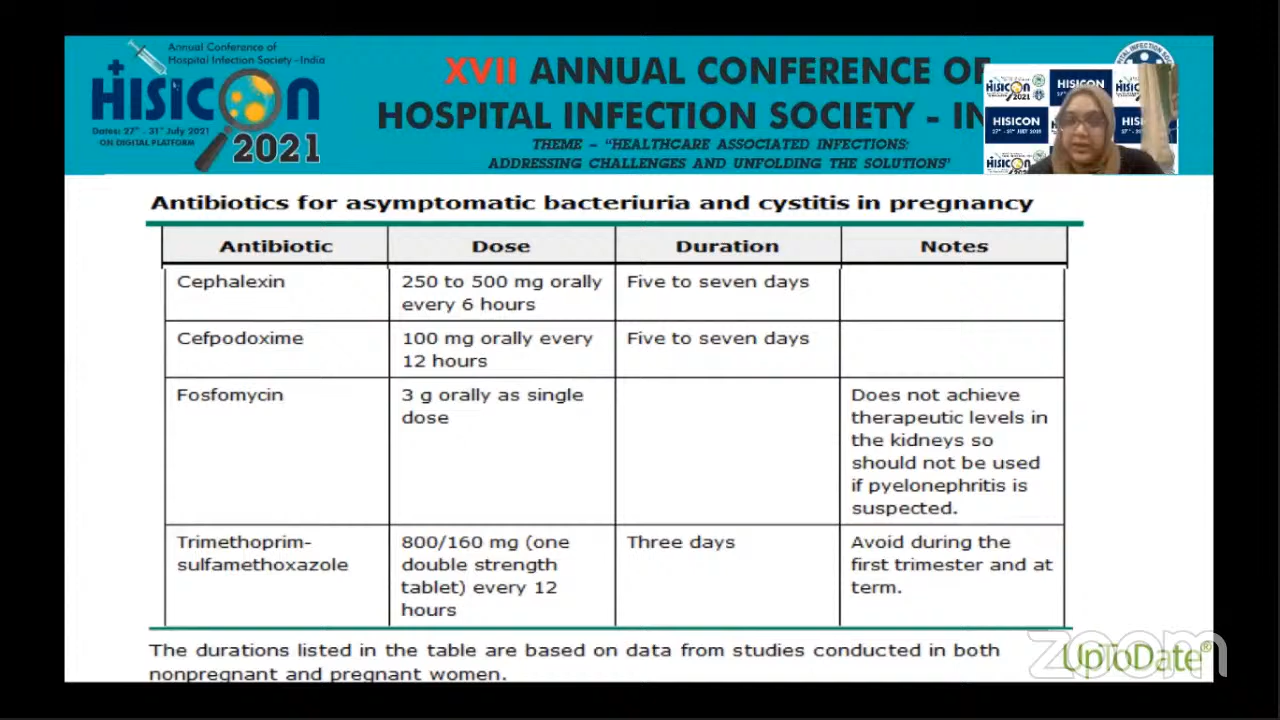 Annual Conference of
Hospital Infection Society -India
HISICON
Dates: 27th - 31st July 2021
ON DIGITAL PLATFORM
2021
XVII ANNUAL CONFERENCE OF
HOSPITAL INFECTION SOCIETY - IN
THEME – “HEALTHCARE ASSOCIATED INFECTIONS:
ADDRESSING CHALLENGES AND UNFOLDING THE SOLUTIONS”
HISICON
HISICON
Antibiotics for asymptomatic bacteriuria and cystitis in pregnancy
Antibiotic Dose Duration Notes
Cephalexin 250 to 500 mg orally Five to seven days
every 6 hours
Cefpodoxime 100 mg orally every Five to seven days
12 hours
Fosfomycin 3 g orally as single Does not achieve
dose therapeutic levels in
the kidneys so
should not be used
if pyelonephritis is
suspected.
Trimethoprim- 800/160 mg (one Three days Avoid during the
sulfamethoxazole double strength first trimester and at
tablet) every 12 term.
hours
The durations listed in the table are based on data from studies conducted in both
nonpregnant and pregnant women.
zoom
UpToDate®